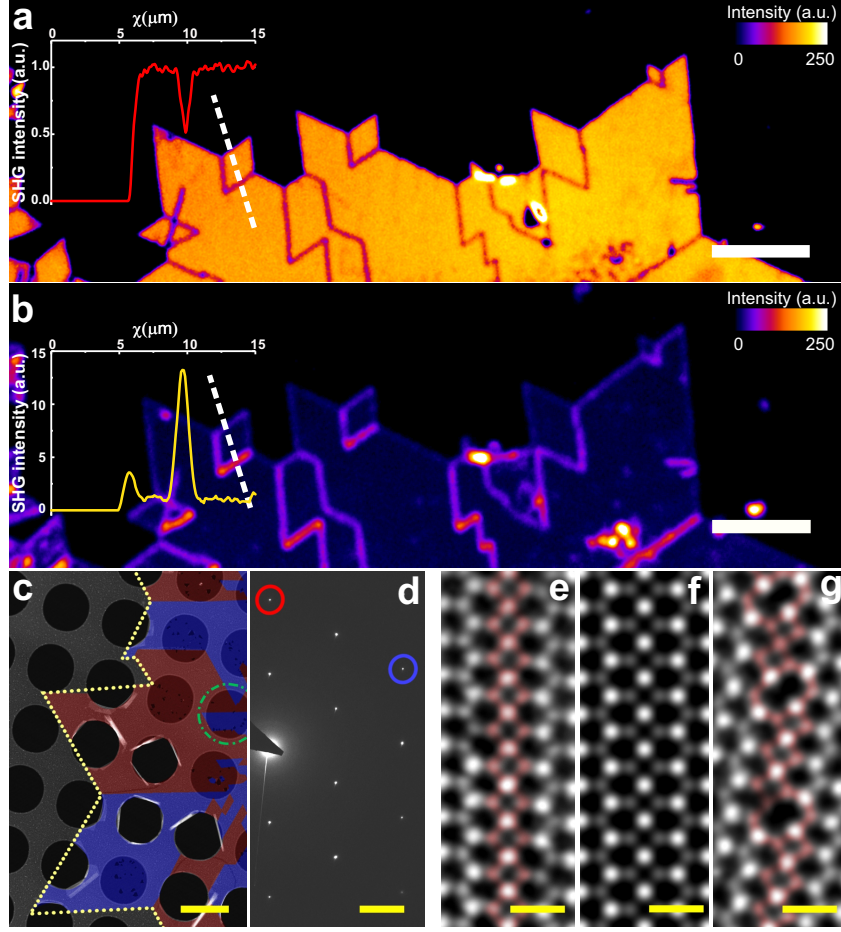 a
χ(μm)
0 5 10 15
SHG intensity (a.u.)
1.0
0.5
0.0
Intensity (a.u.)
0 250
b
χ(μm)
0 5 10 15
SHG intensity (a.u.)
15
10
5
0
Intensity (a.u.)
0 250
c d e f g